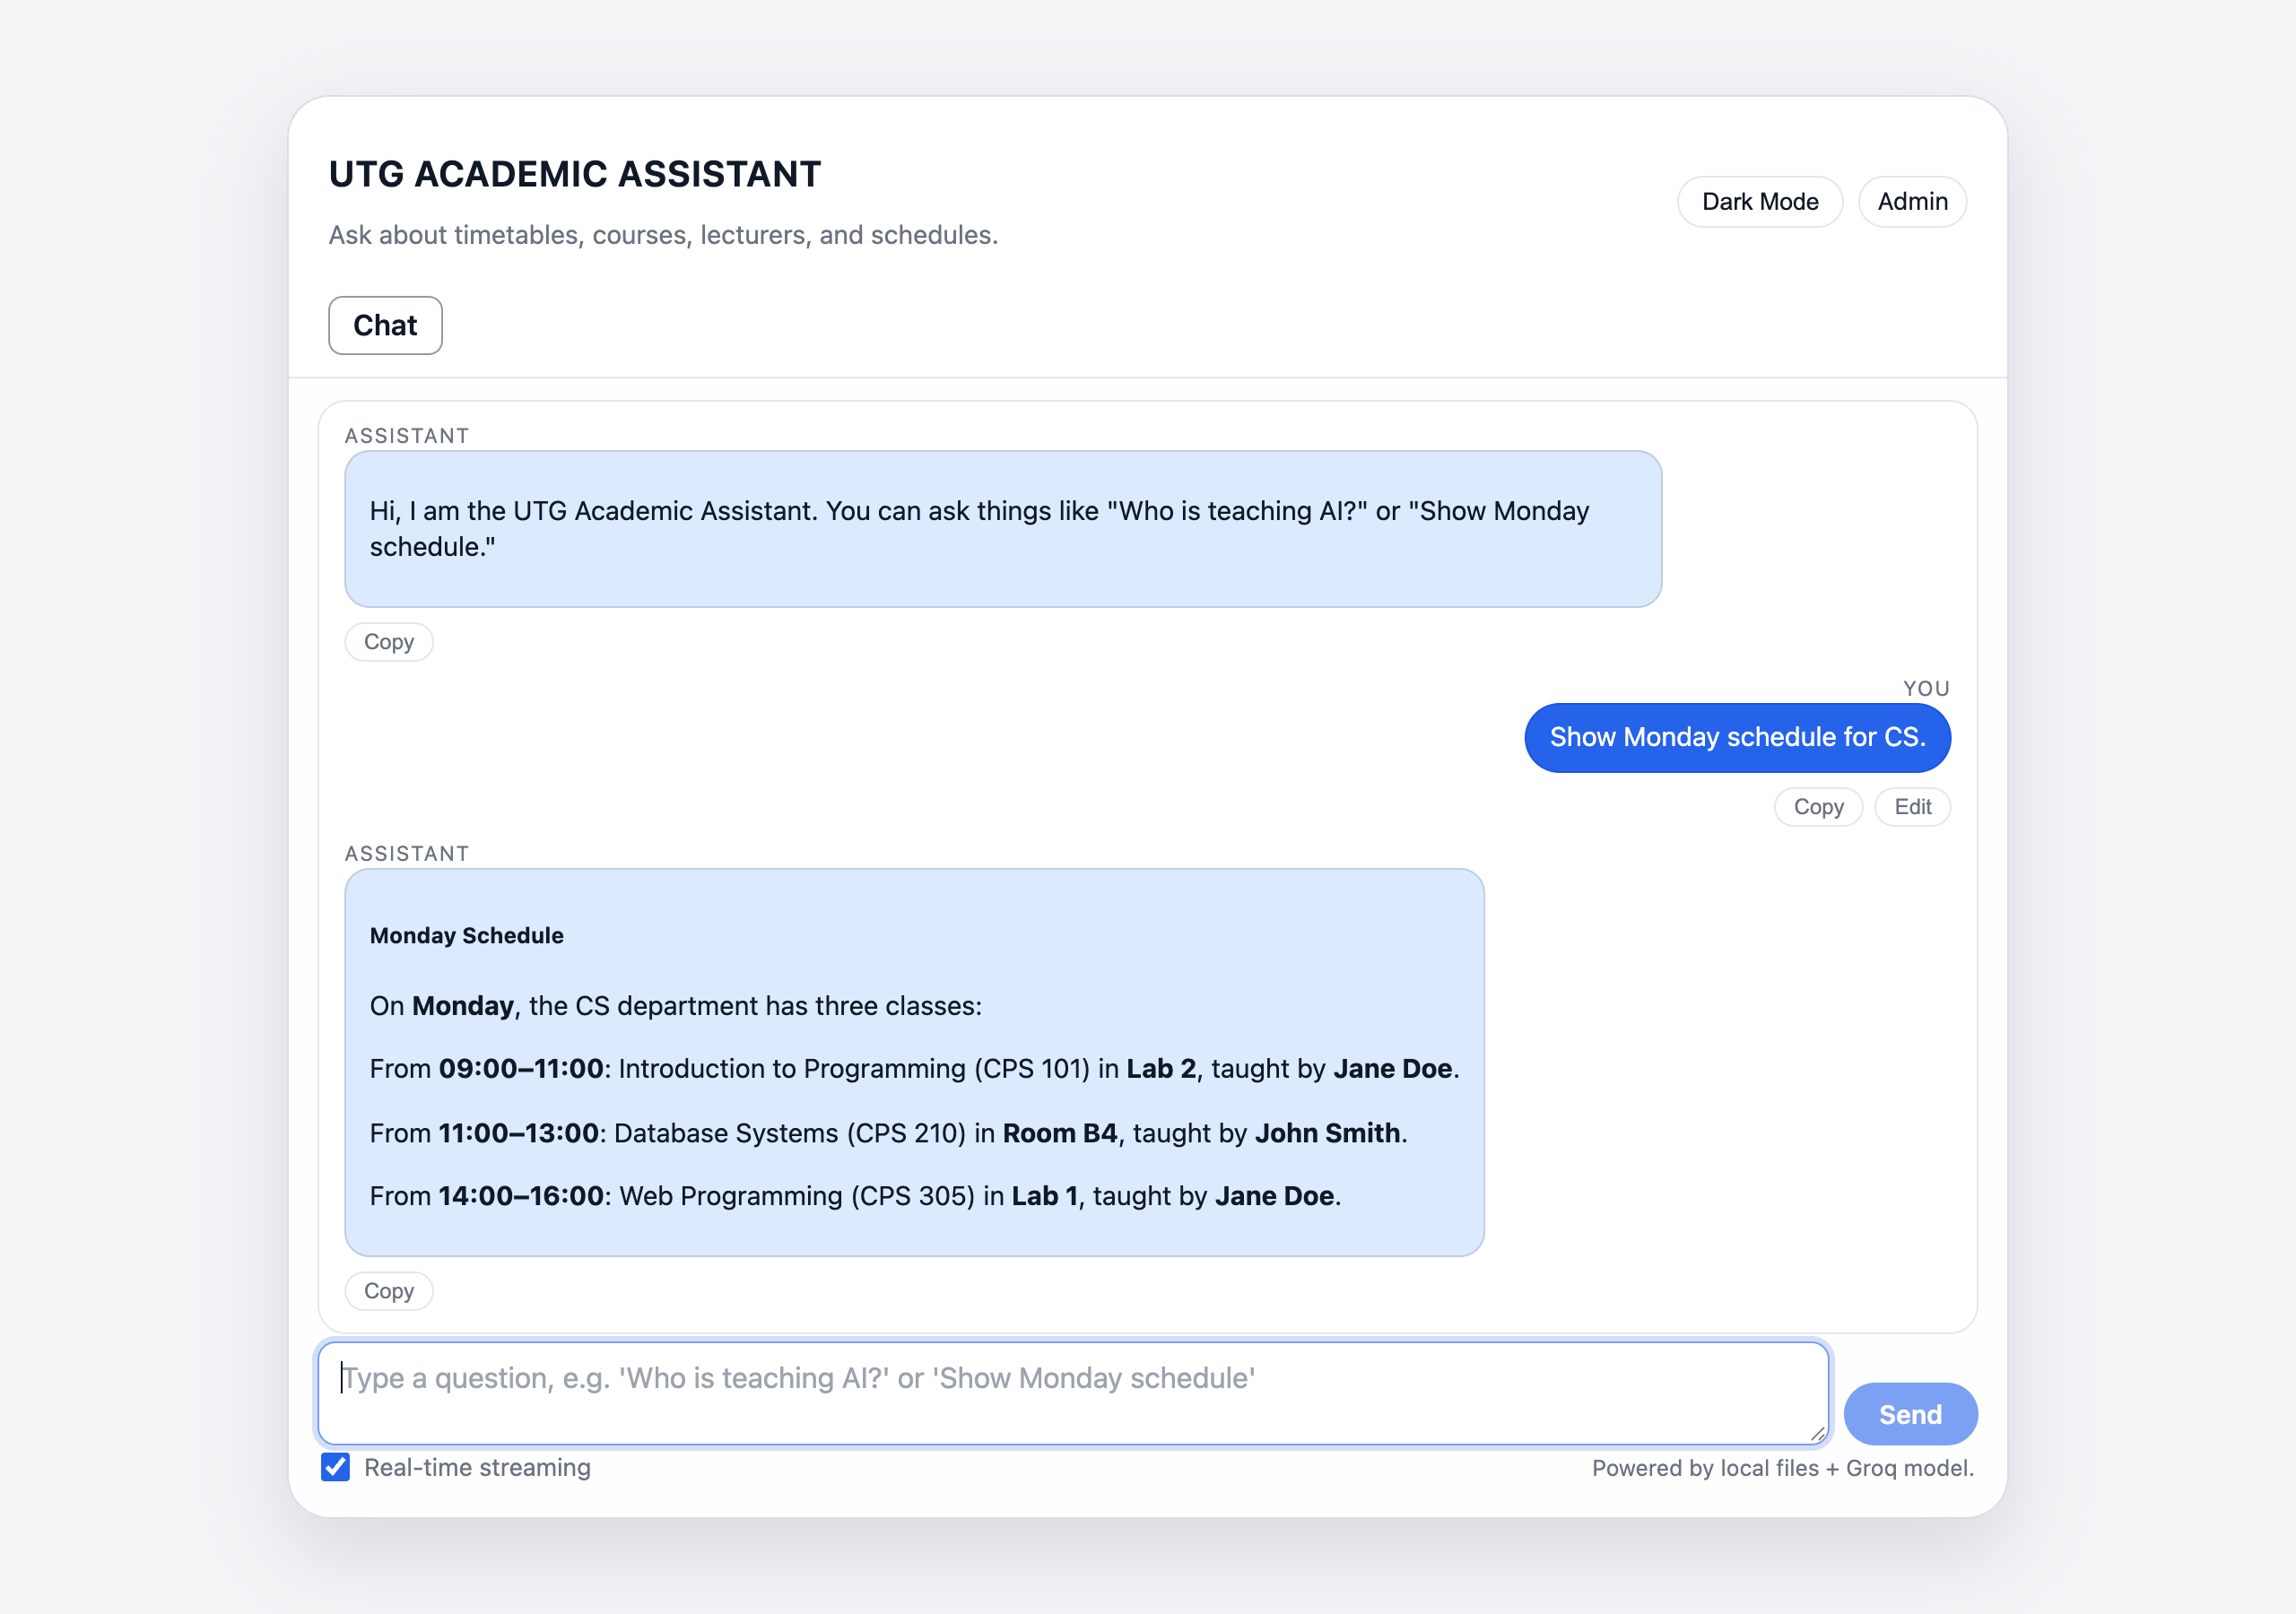 UTG ACADEMIC ASSISTANT
Ask about timetables, courses, lecturers, and schedules.
Dark Mode
Admin
Chat
ASSISTANT
Hi, I am the UTG Academic Assistant. You can ask things like "Who is teaching AI?" or "Show Monday
schedule."
Copy
YOU
Show Monday schedule for CS.
Copy
Edit
ASSISTANT
Monday Schedule
On Monday, the CS department has three classes:
From 09:00–11:00: Introduction to Programming (CPS 101) in Lab 2, taught by Jane Doe.
From 11:00–13:00: Database Systems (CPS 210) in Room B4, taught by John Smith.
From 14:00–16:00: Web Programming (CPS 305) in Lab 1, taught by Jane Doe.
Copy
Type a question, e.g. 'Who is teaching AI?' or 'Show Monday schedule'
Send
Real-time streaming
Powered by local files + Groq model.